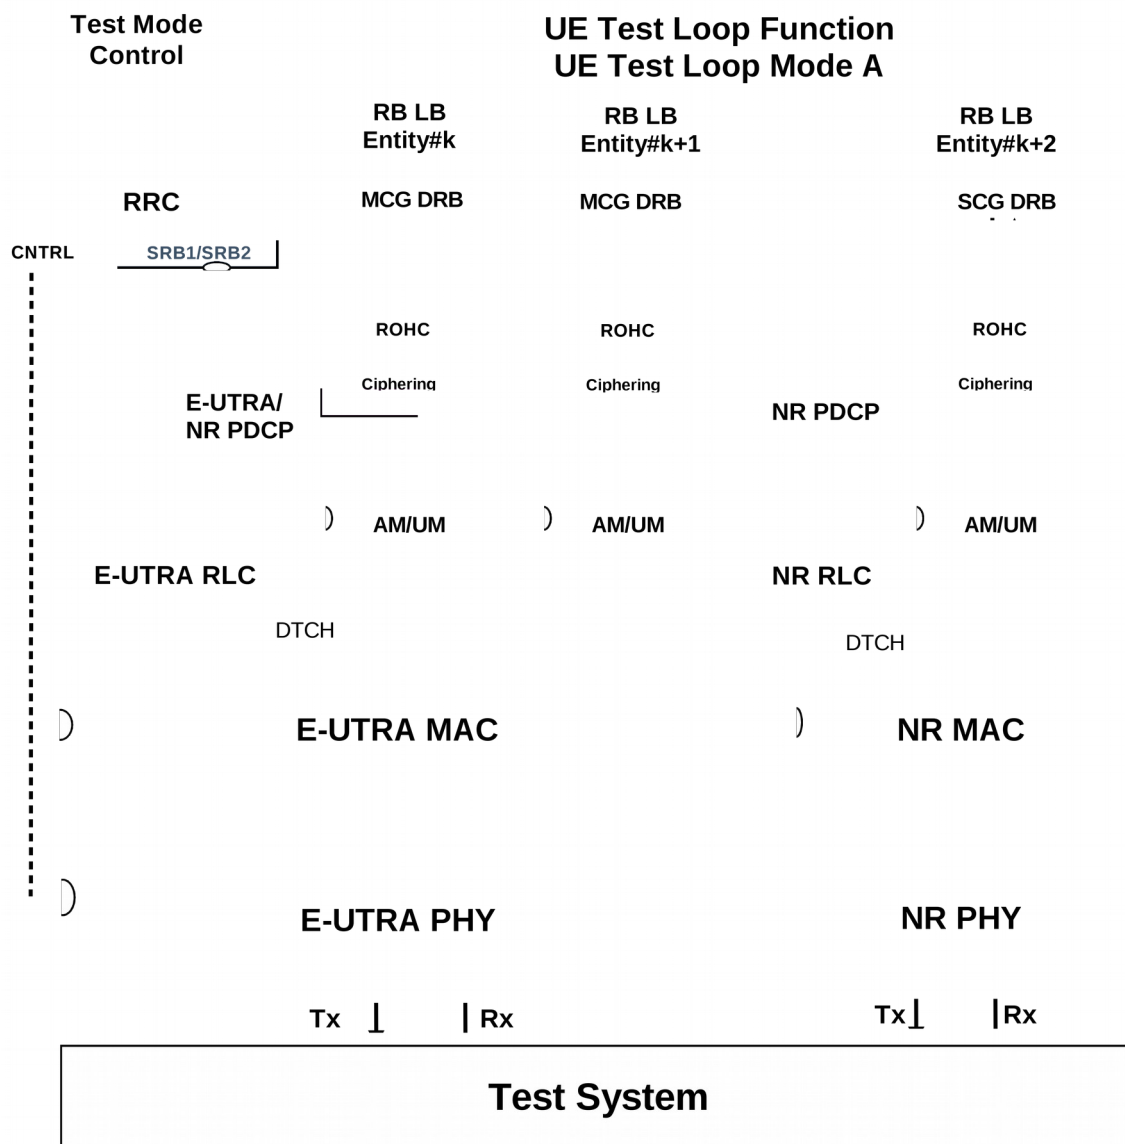 Test Mode
Control
UE Test Loop Function
UE Test Loop Mode A
RB LB
Entity#k
RB LB
Entity#k+1
RB LB
Entity#k+2
RRC
MCG DRB
MCG DRB
SCG DRB
CNTRL
SRB1/SRB2
ROHC
ROHC
ROHC
Ciphering
Ciphering
Ciphering
E-UTRA/
NR PDCP
NR PDCP
AM/UM
AM/UM
AM/UM
E-UTRA RLC
NR RLC
DTCH
DTCH
E-UTRA MAC
NR MAC
E-UTRA PHY
NR PHY
Tx
Rx
Tx
Rx
Test System